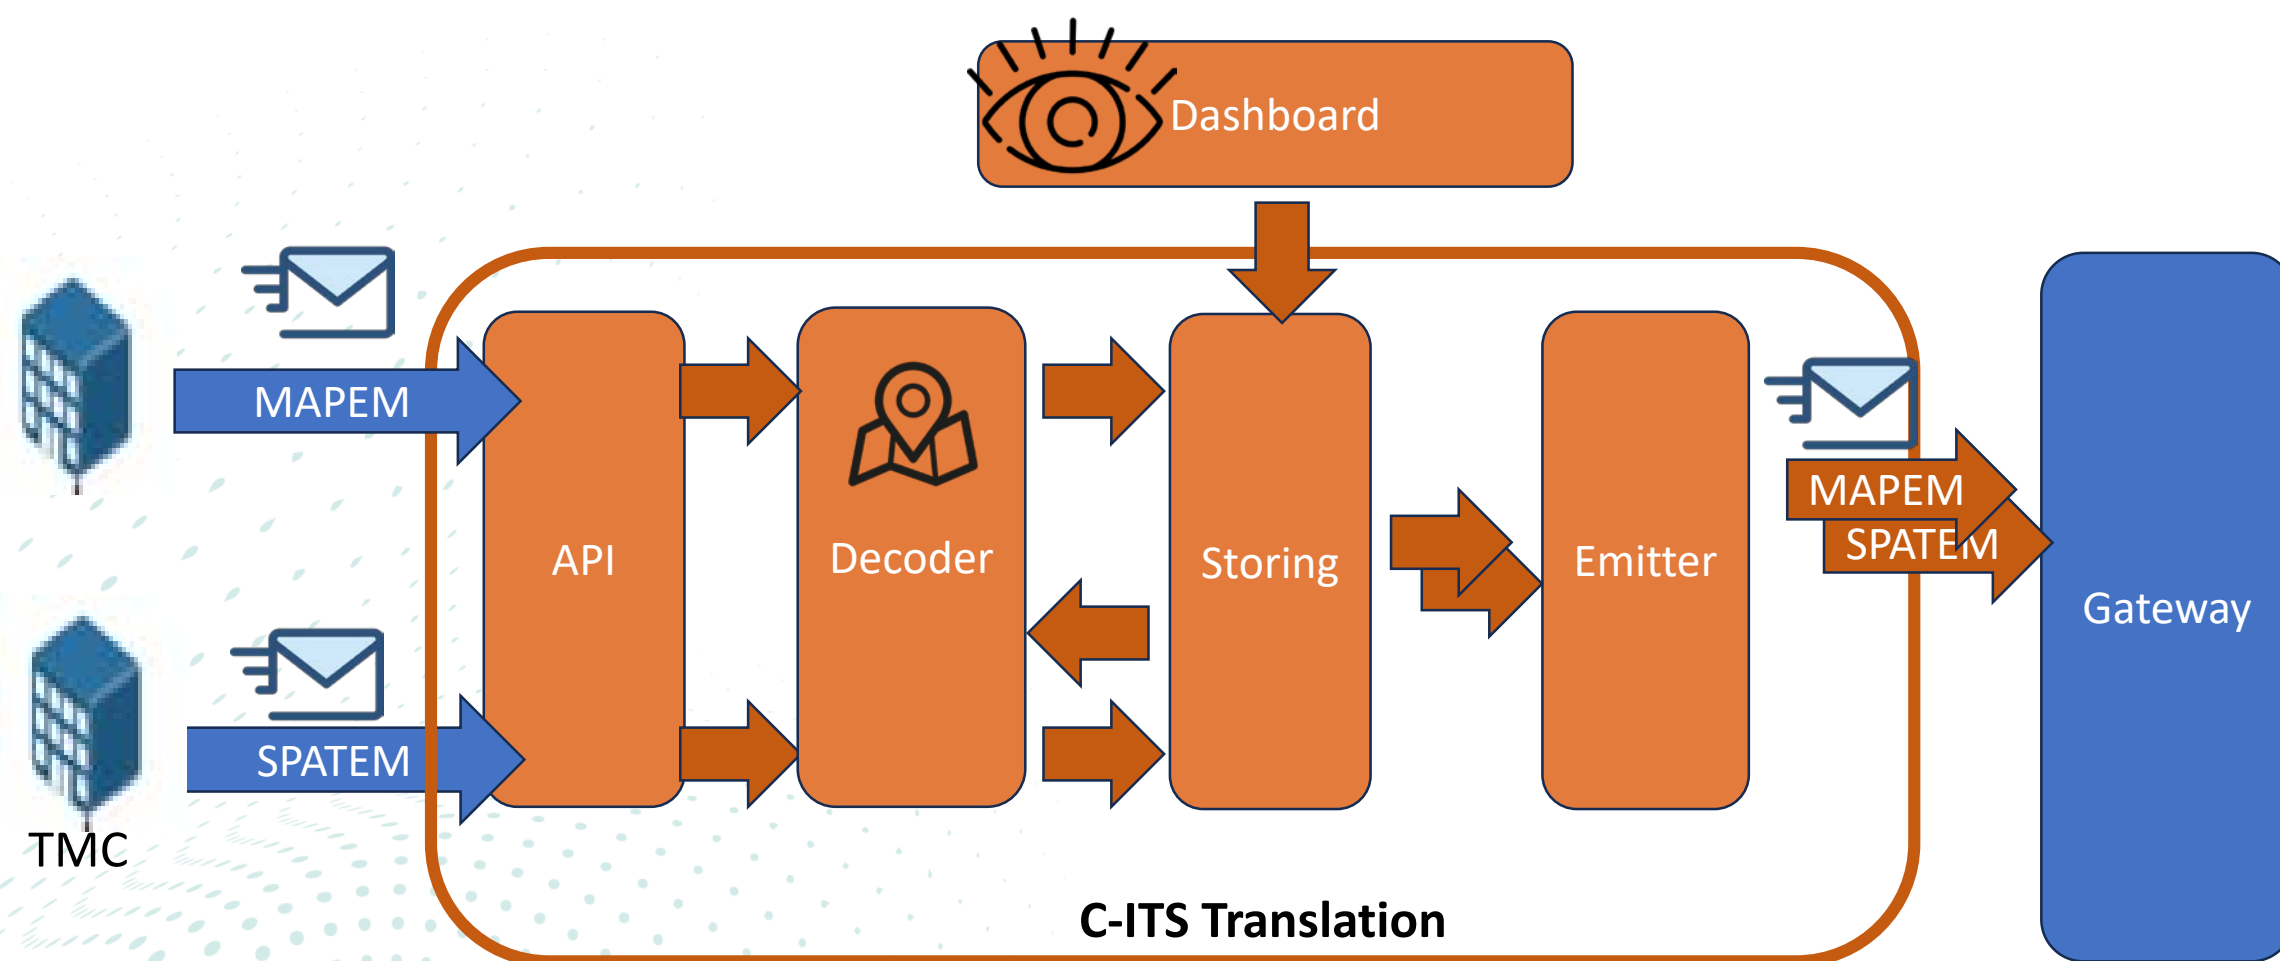 Dashboard
MAPEM
MAPEM
SPATEM
API
Decoder
Storing
Emitter
Gateway
SPATEM
TMC
C-ITS Translation